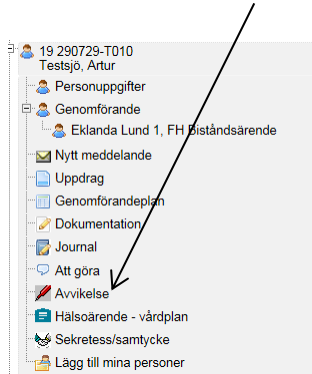 19 290729-T010
Testsjö, Artur
Personuppgifter
Genomförande
Eklanda Lund 1, FH Biståndsärende
Nytt meddelande
Uppdrag
Genomförandeplan
Dokumentation
Journal
Att göra
Avvikelse
Hälsoärende - vårdplan
Sekretess/samtycke
Lägg till mina personer